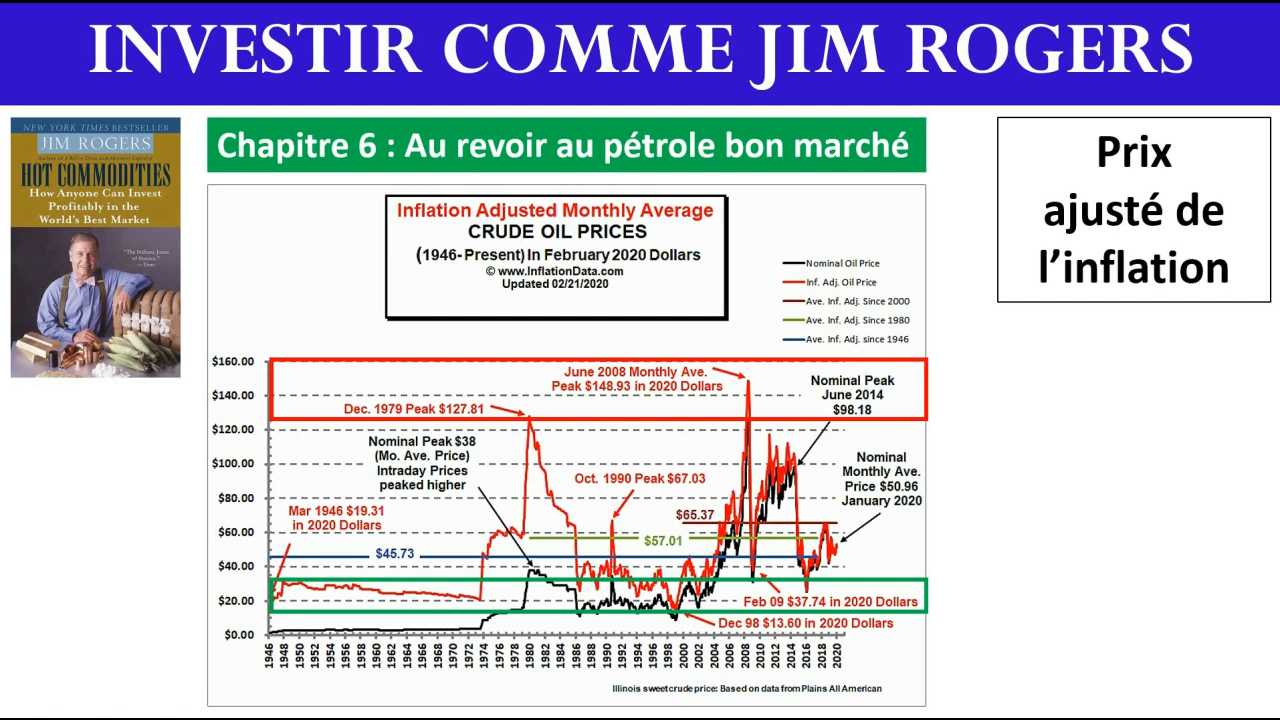 INVESTIR COMME JIM ROGERS
NEW YORK TIMES BESTSELLER
JIM ROGERS
HOT COMMODITIES
How Anyone Can Invest
Profitably in the
World's Best Market
"The Indiana Jones
of finance."
—Time
Chapitre 6 : Au revoir au pétrole bon marché
Prix
ajusté de
l’inflation
Inflation Adjusted Monthly Average
CRUDE OIL PRICES
(1946- Present) In February 2020 Dollars
© www.InflationData.com
Updated 02/21/2020
Nominal Oil Price
Inf. Adj. Oil Price
Ave. Inf. Adj. Since 2000
Ave. Inf. Adj. Since 1980
Ave. Inf. Adj. since 1946
$160.00
$140.00
$120.00
$100.00
$80.00
$60.00
$40.00
$20.00
$0.00
June 2008 Monthly Ave.
Peak $148.93 in 2020 Dollars
Nominal Peak
June 2014
$98.18
Dec. 1979 Peak $127.81
Nominal Peak $38
(Mo. Ave. Price)
Intraday Prices
peaked higher
Nominal
Monthly Ave.
Price $50.96
January 2020
Oct. 1990 Peak $67.03
Mar 1946 $19.31
in 2020 Dollars
$65.37
$57.01
$45.73
Feb 09 $37.74 in 2020 Dollars
Dec 98 $13.60 in 2020 Dollars
1946 1948 1950 1952 1954 1956 1958 1960 1962 1964 1966 1968 1970 1972 1974 1976 1978 1980 1982 1984 1986 1988 1990 1992 1994 1996 1998 2000 2002 2004 2006 2008 2010 2012 2014 2016 2018 2020
Illinois sweet crude price: Based on data from Plains All American